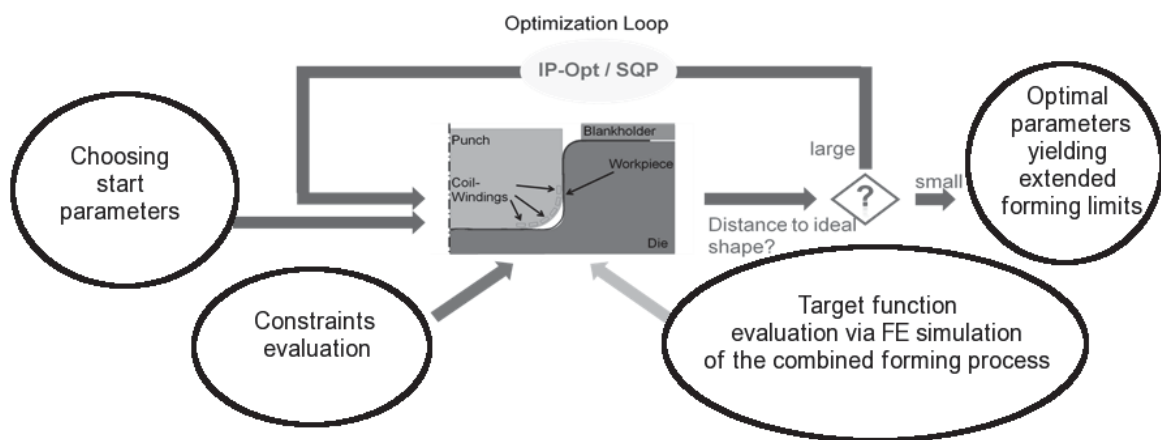 Optimization Loop
IP-Opt / SQP
Choosing
start
parameters
Punch
Blankholder
Workpiece
Coil-
Windings
Die
large
?
small
Distance to ideal
shape?
Optimal
parameters
yielding
extended
forming limits
Constraints
evaluation
Target function
evaluation via FE simulation
of the combined forming process